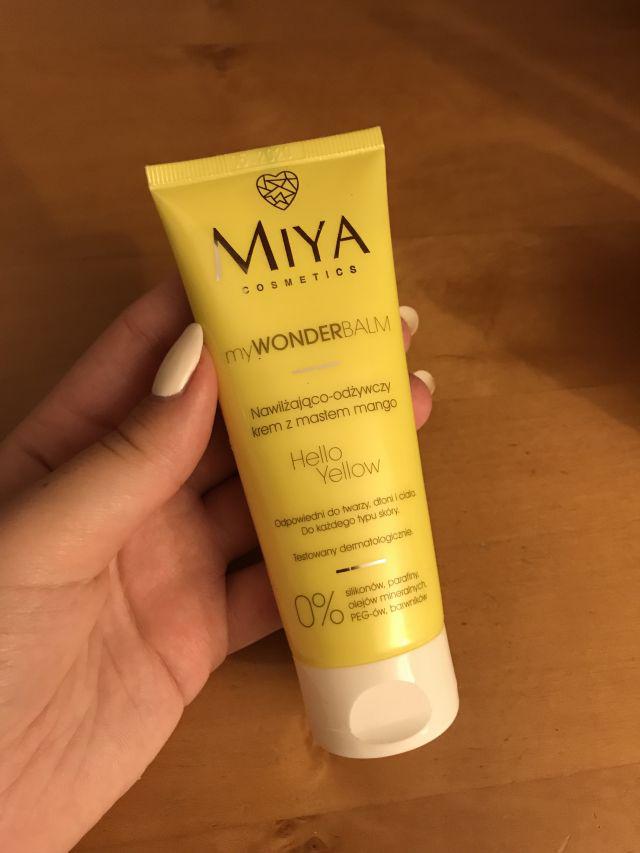 MIYA
COSMETICS
myWONDERBALM
Nawilżająco-odżywczy
krem z masłem mango
Hello
Yellow
Odpowiedni do twarzy, dłoni i ciała.
Do każdego typu skóry.
Testowany dermatologicznie.
0%
silikonów, parafiny,
olejów mineralnych,
PEG-ów, barwników